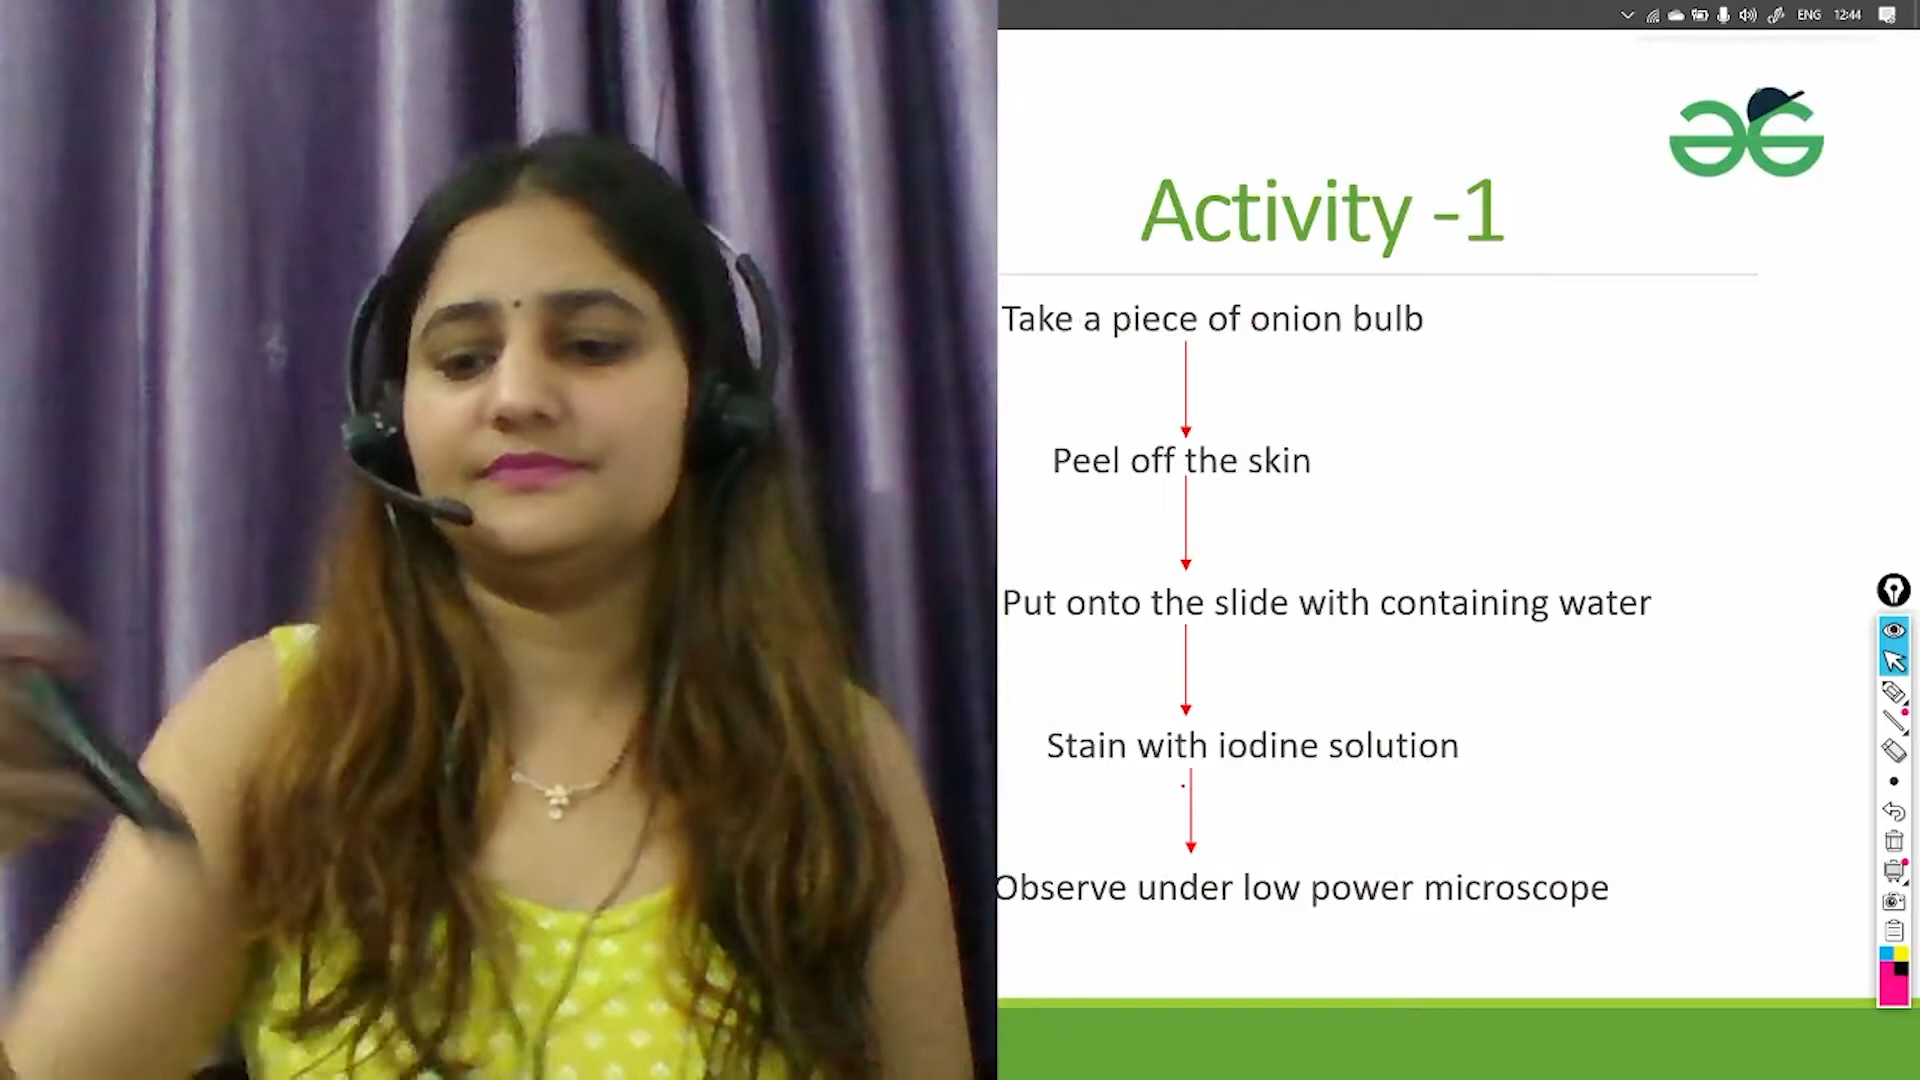 ENG 12:44
Activity -1
Take a piece of onion bulb
Peel off the skin
Put onto the slide with containing water
Stain with iodine solution
Observe under low power microscope